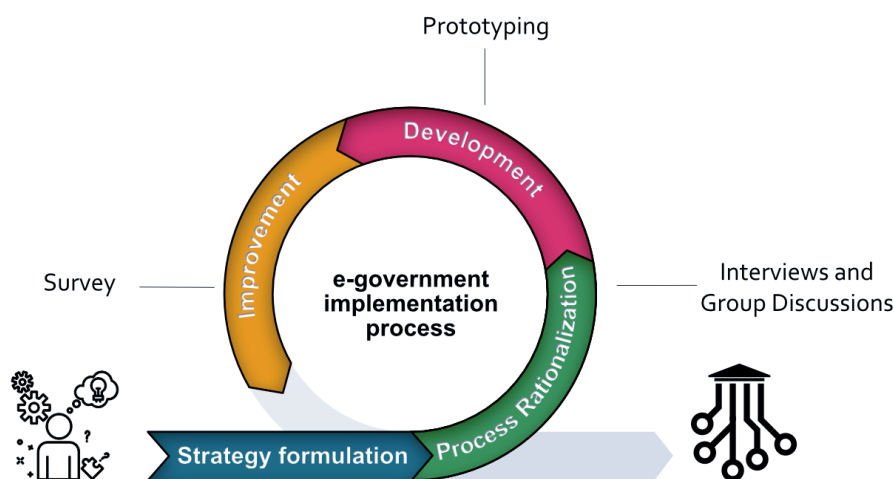 Prototyping
Development
Improvement
Survey
e-government
implementation
process
Interviews and
Group Discussions
Process Rationalization
Strategy formulation